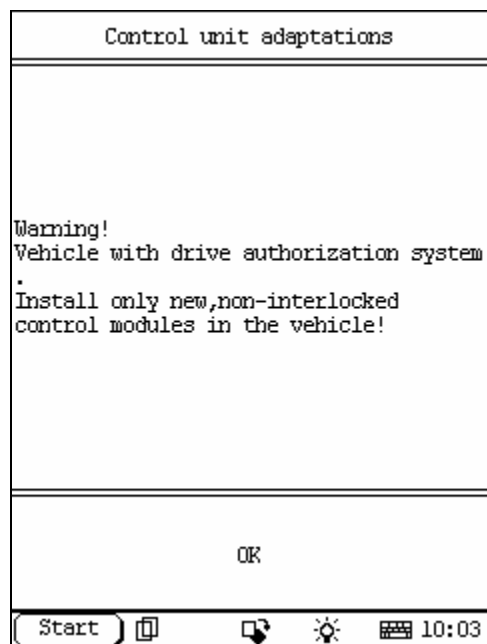 Control unit adaptations
Warning!
Vehicle with drive authorization system
.
Install only new,non-interlocked
control modules in the vehicle!
OK
Start
10:03